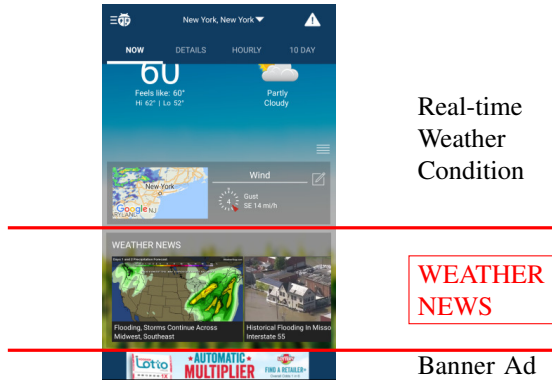 New York, New York
NOW DETAILS HOURLY 10 DAY
60
Feels like: 60°
Hi 62° | Lo 52°
Partly
Cloudy
Real-time
Weather
Condition
New York
NJ
Google
Wind
4
Gust
SE 14 mi/h
WEATHER NEWS
Flooding, Storms Continue Across
Midwest, Southeast
Historical Flooding In Misso
Interstate 55
WEATHER
NEWS
Lotto
AUTOMATIC
MULTIPLIER
FIND A RETAILER
Banner Ad